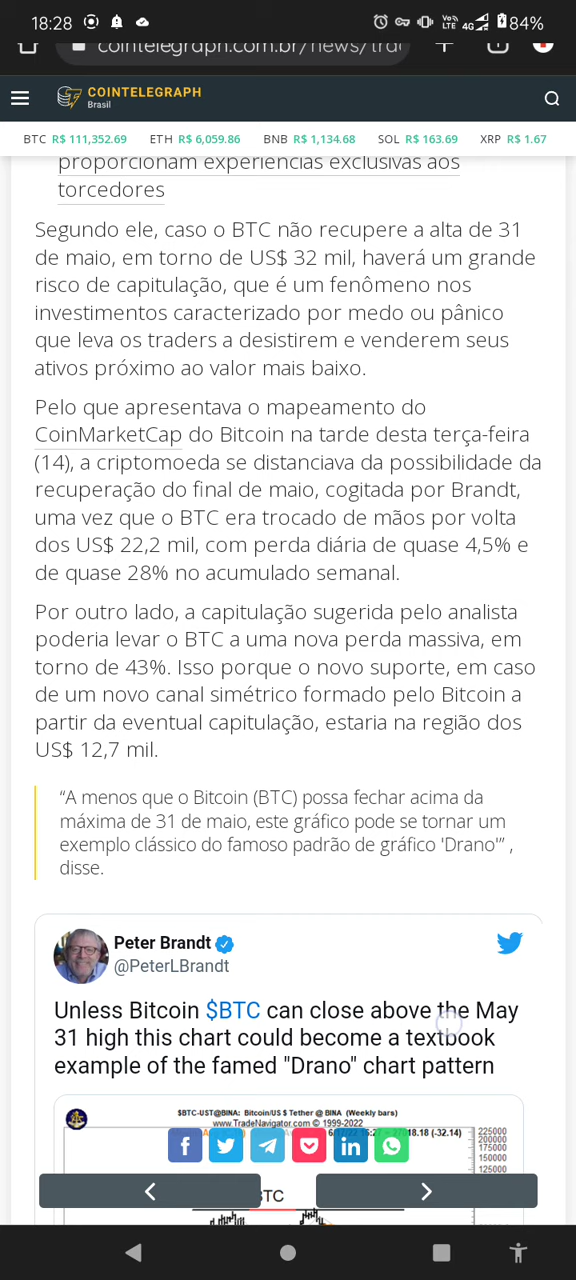 18:28 Vo)) LTE 4G 84%
cointelegraph.com.br/news/trac
COINTELEGRAPH
Brasil
BTC R$ 111,352.69 ETH R$ 6,059.86 BNB R$ 1,134.68 SOL R$ 163.69 XRP R$ 1.67
proporcionam experiências exclusivas aos
torcedores
Segundo ele, caso o BTC não recupere a alta de 31
de maio, em torno de US$ 32 mil, haverá um grande
risco de capitulação, que é um fenômeno nos
investimentos caracterizado por medo ou pânico
que leva os traders a desistirem e venderem seus
ativos próximo ao valor mais baixo.
Pelo que apresentava o mapeamento do
CoinMarketCap do Bitcoin na tarde desta terça-feira
(14), a criptomoeda se distanciava da possibilidade da
recuperação do final de maio, cogitada por Brandt,
uma vez que o BTC era trocado de mãos por volta
dos US$ 22,2 mil, com perda diária de quase 4,5% e
de quase 28% no acumulado semanal.
Por outro lado, a capitulação sugerida pelo analista
poderia levar o BTC a uma nova perda massiva, em
torno de 43%. Isso porque o novo suporte, em caso
de um novo canal simétrico formado pelo Bitcoin a
partir da eventual capitulação, estaria na região dos
US$ 12,7 mil.
“A menos que o Bitcoin (BTC) possa fechar acima da
máxima de 31 de maio, este gráfico pode se tornar um
exemplo clássico do famoso padrão de gráfico 'Drano'” ,
disse.
Peter Brandt
@PeterLBrandt
Unless Bitcoin $BTC can close above the May
31 high this chart could become a textbook
example of the famed "Drano" chart pattern
$BTC-UST@BINA: Bitcoin/US $ Tether @ BINA (Weekly bars)
www.TradeNavigator.com © 1999-2022
18.18 (-32.14)
225000
200000
175000
150000
125000
BTC